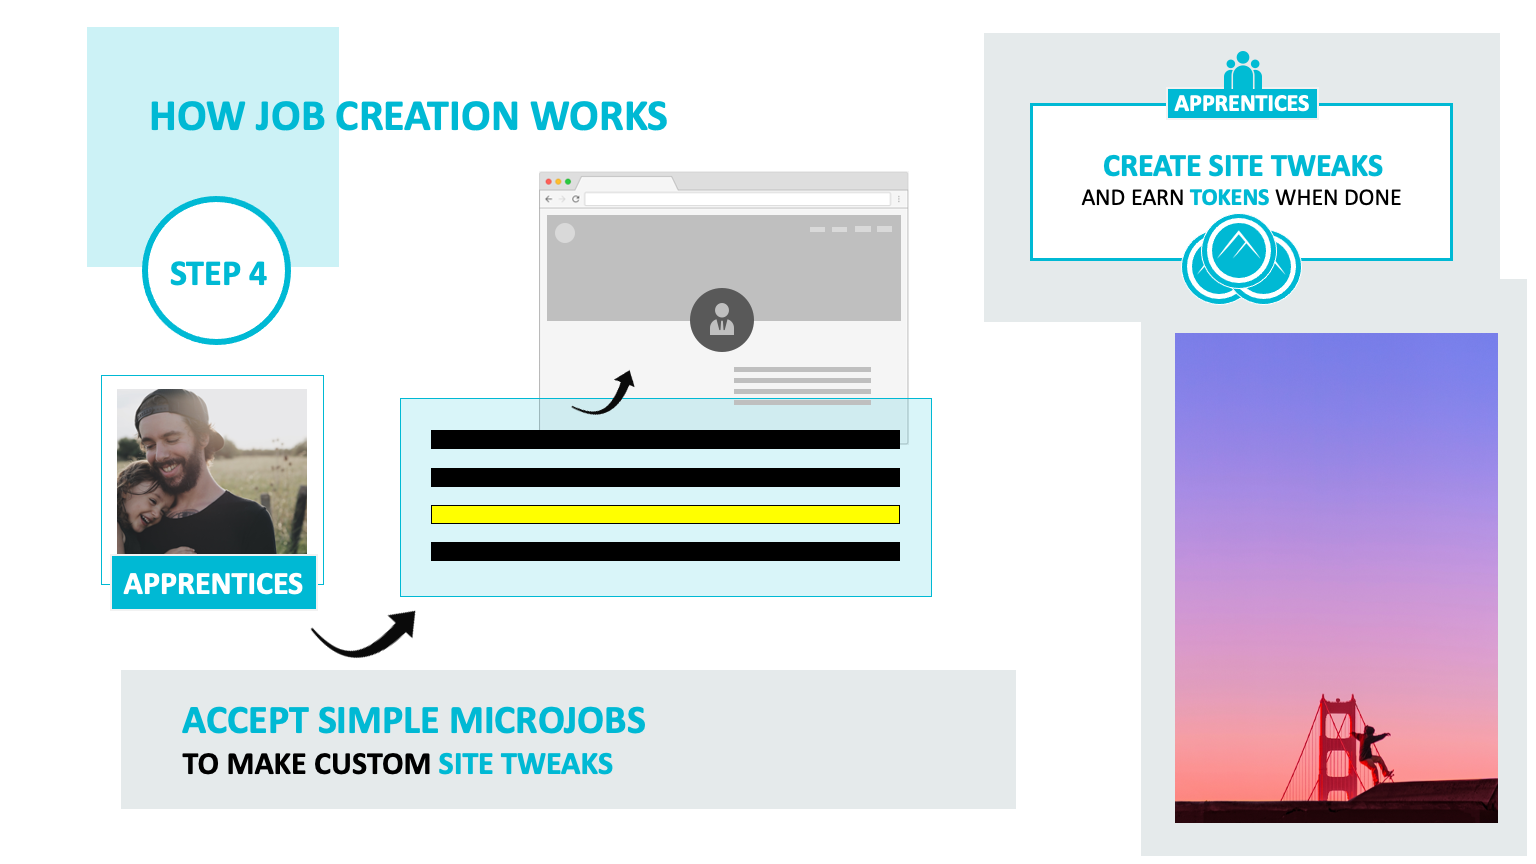 HOW JOB CREATION WORKS
STEP 4
APPRENTICES
ACCEPT SIMPLE MICROJOBS
TO MAKE CUSTOM SITE TWEAKS
APPRENTICES
CREATE SITE TWEAKS
AND EARN TOKENS WHEN DONE